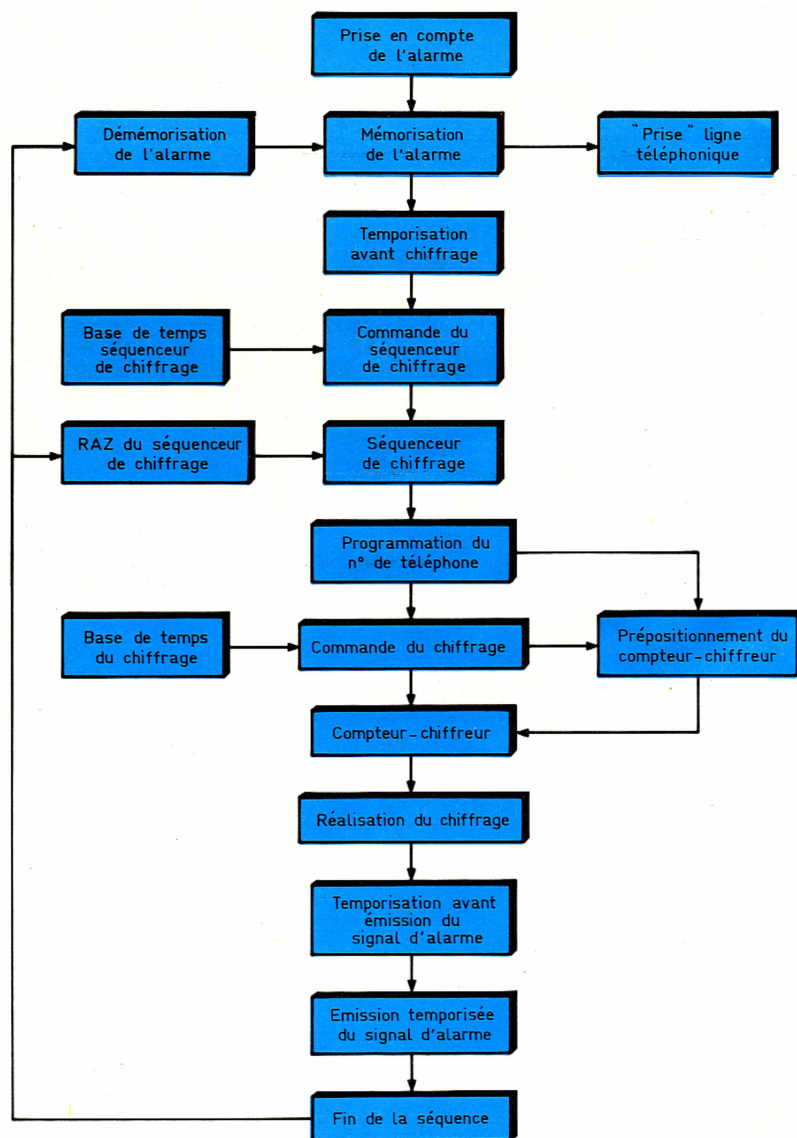 Prise en compte
de l'alarme
Démémorisation
de l'alarme
Mémorisation
de l'alarme
"Prise" ligne
téléphonique
Temporisation
avant chiffrage
Base de temps
séquenceur
de chiffrage
Commande du
séquenceur
de chiffrage
RAZ du séquenceur
de chiffrage
Séquenceur
de chiffrage
Programmation du
n° de téléphone
Base de temps
du chiffrage
Commande du chiffrage
Prépositionnement du
compteur-chiffreur
Compteur-chiffreur
Réalisation du chiffrage
Temporisation avant
émission du
signal d'alarme
Emission temporisée
du signal d'alarme
Fin de la séquence